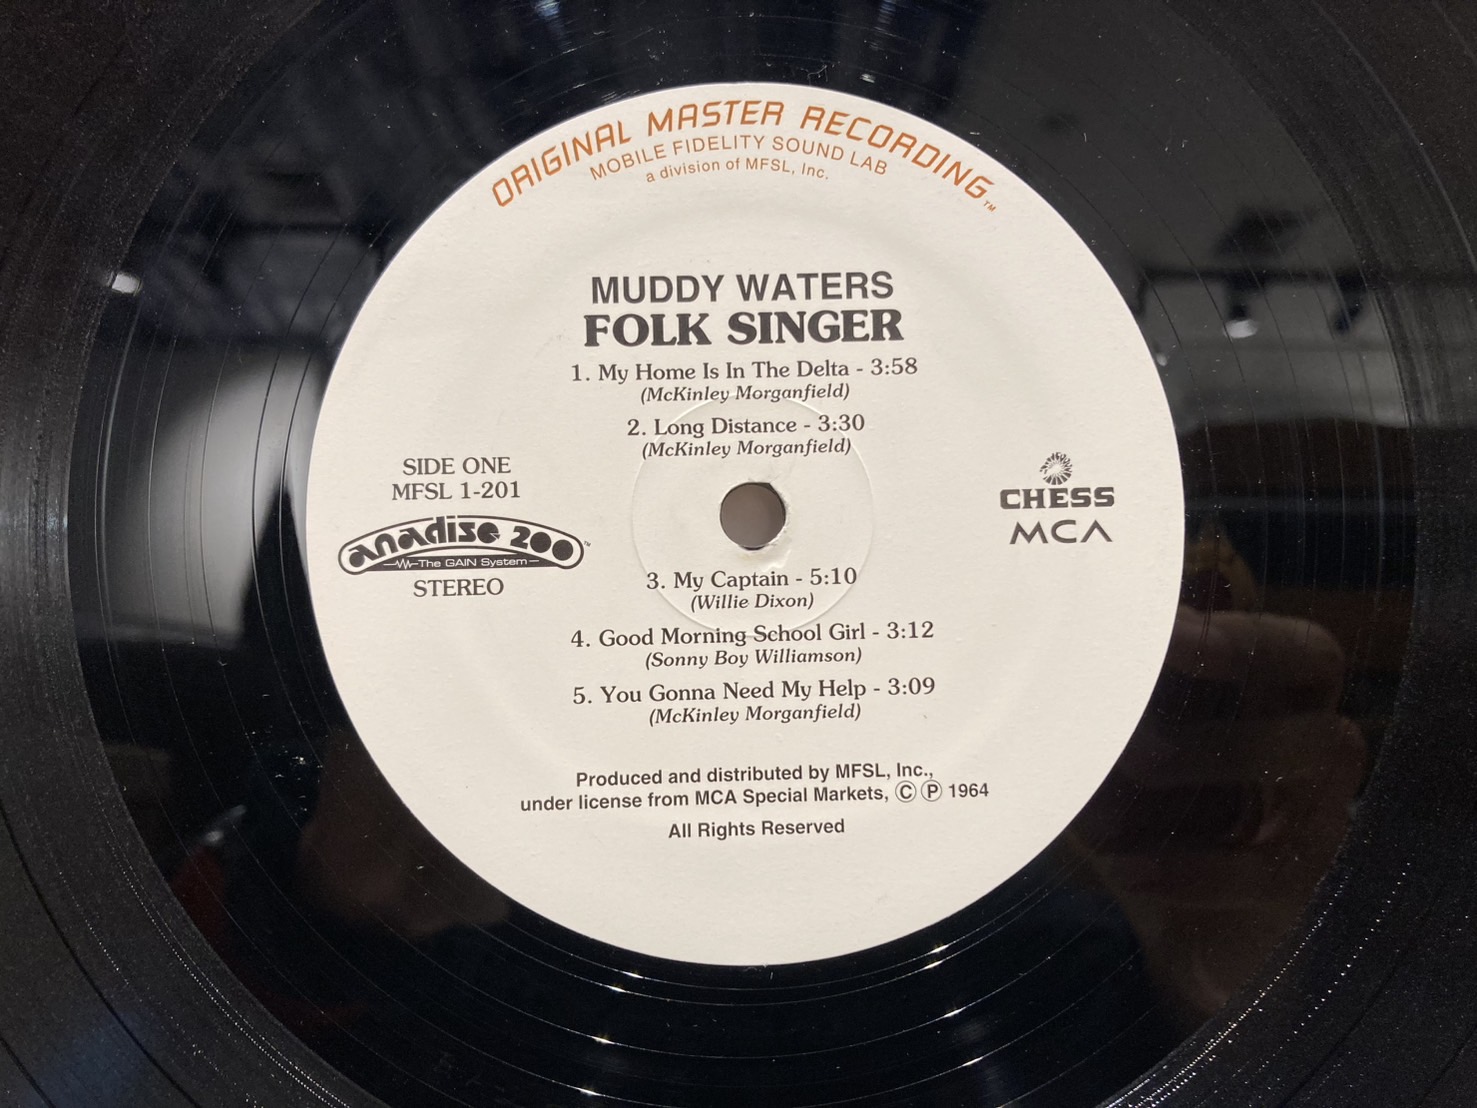 ORIGINAL MASTER RECORDING™
MOBILE FIDELITY SOUND LAB
a division of MFSL, Inc.
MUDDY WATERS
FOLK SINGER
1. My Home Is In The Delta - 3:58
(McKinley Morganfield)
2. Long Distance - 3:30
(McKinley Morganfield)
SIDE ONE
MFSL 1-201
anadisc 200™
The GAIN System
STEREO
CHESS
MCA
3. My Captain - 5:10
(Willie Dixon)
4. Good Morning School Girl - 3:12
(Sonny Boy Williamson)
5. You Gonna Need My Help - 3:09
(McKinley Morganfield)
Produced and distributed by MFSL, Inc.,
under license from MCA Special Markets, Ⓒ Ⓟ 1964
All Rights Reserved